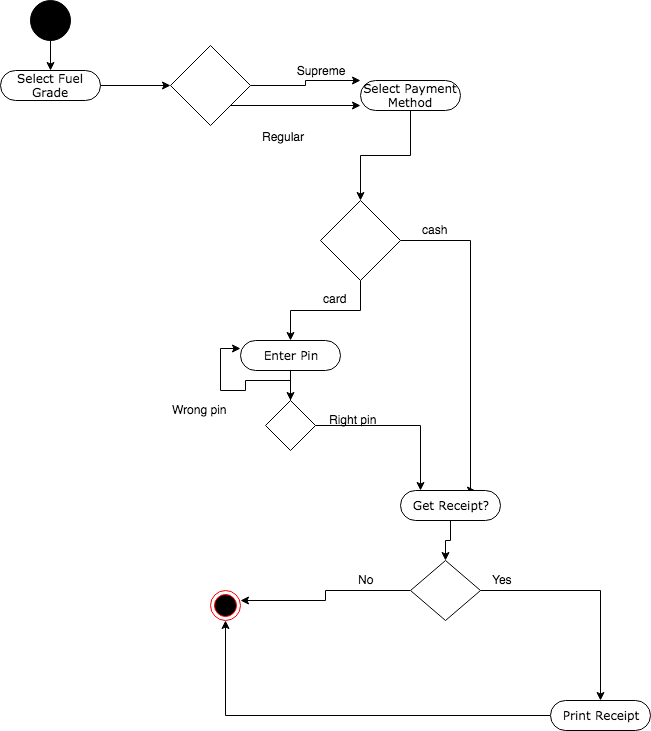 Select Fuel
Grade
Supreme
Select Payment
Method
Regular
cash
card
Enter Pin
Wrong pin
Right pin
Get Receipt?
No
Yes
Print Receipt